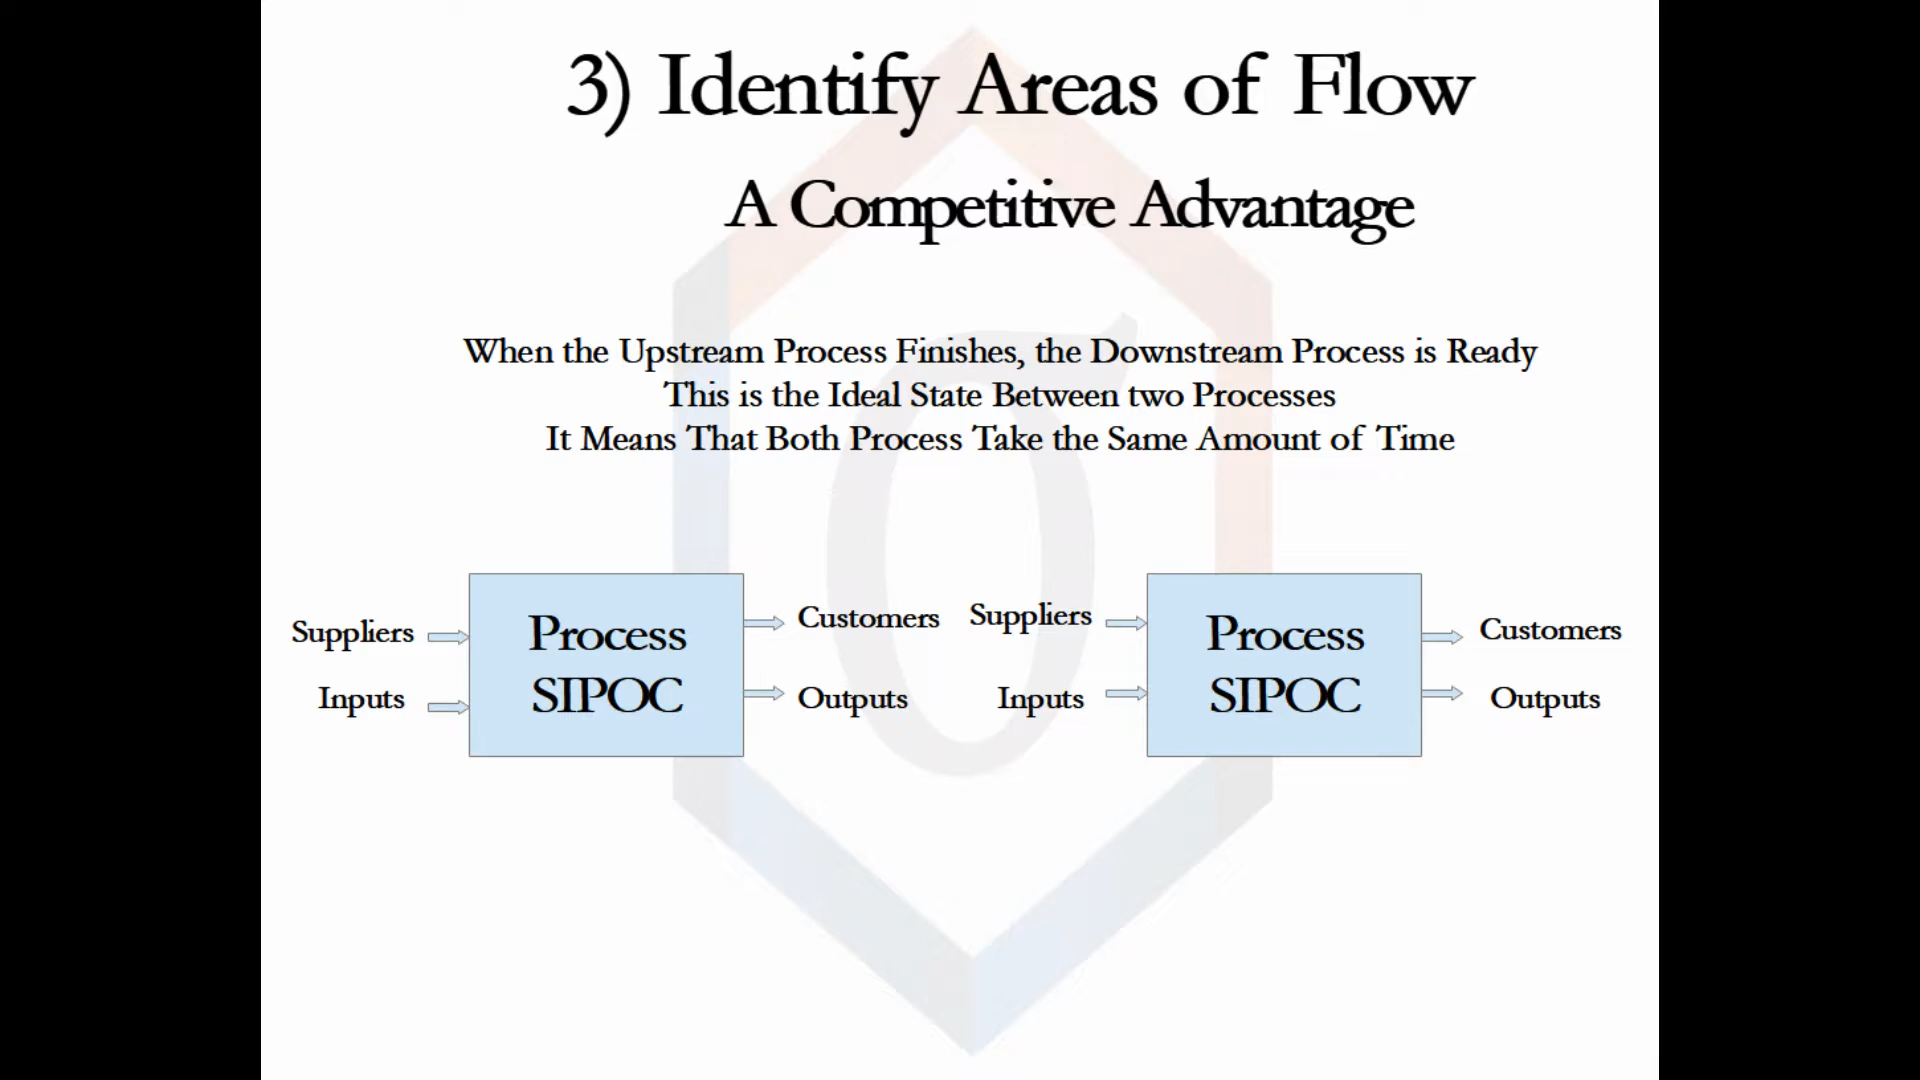 3) Identify Areas of Flow
A Competitive Advantage
When the Upstream Process Finishes, the Downstream Process is Ready
This is the Ideal State Between two Processes
It Means That Both Process Take the Same Amount of Time
Suppliers
Inputs
Process
SIPOC
Customers
Outputs
Suppliers
Inputs
Process
SIPOC
Customers
Outputs
σ